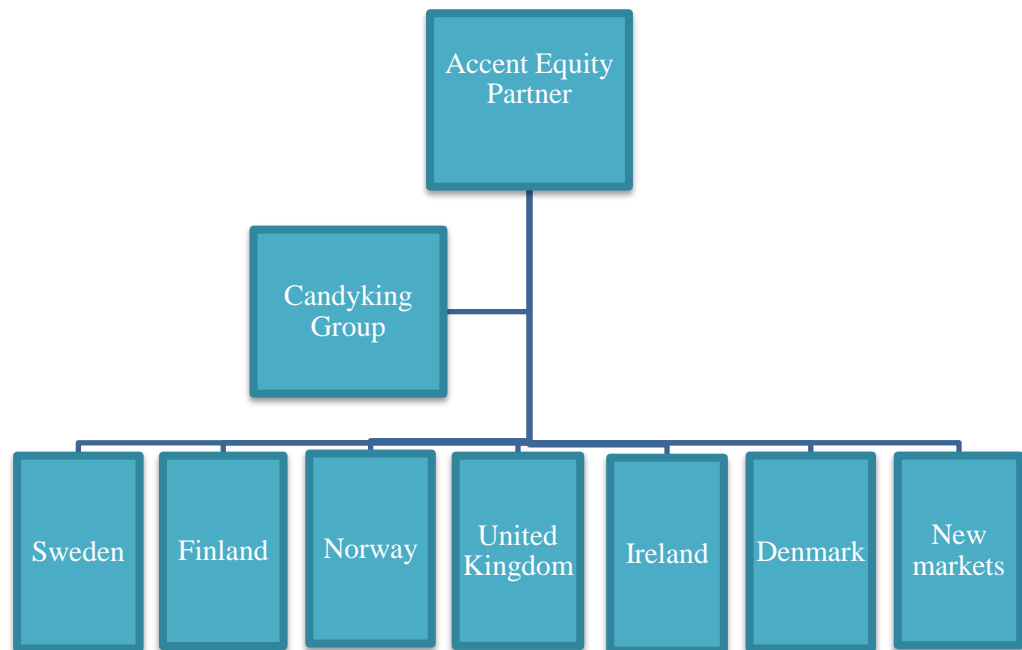 Accent Equity
Partner
Candyking
Group
Sweden
Finland
Norway
United
Kingdom
Ireland
Denmark
New
markets